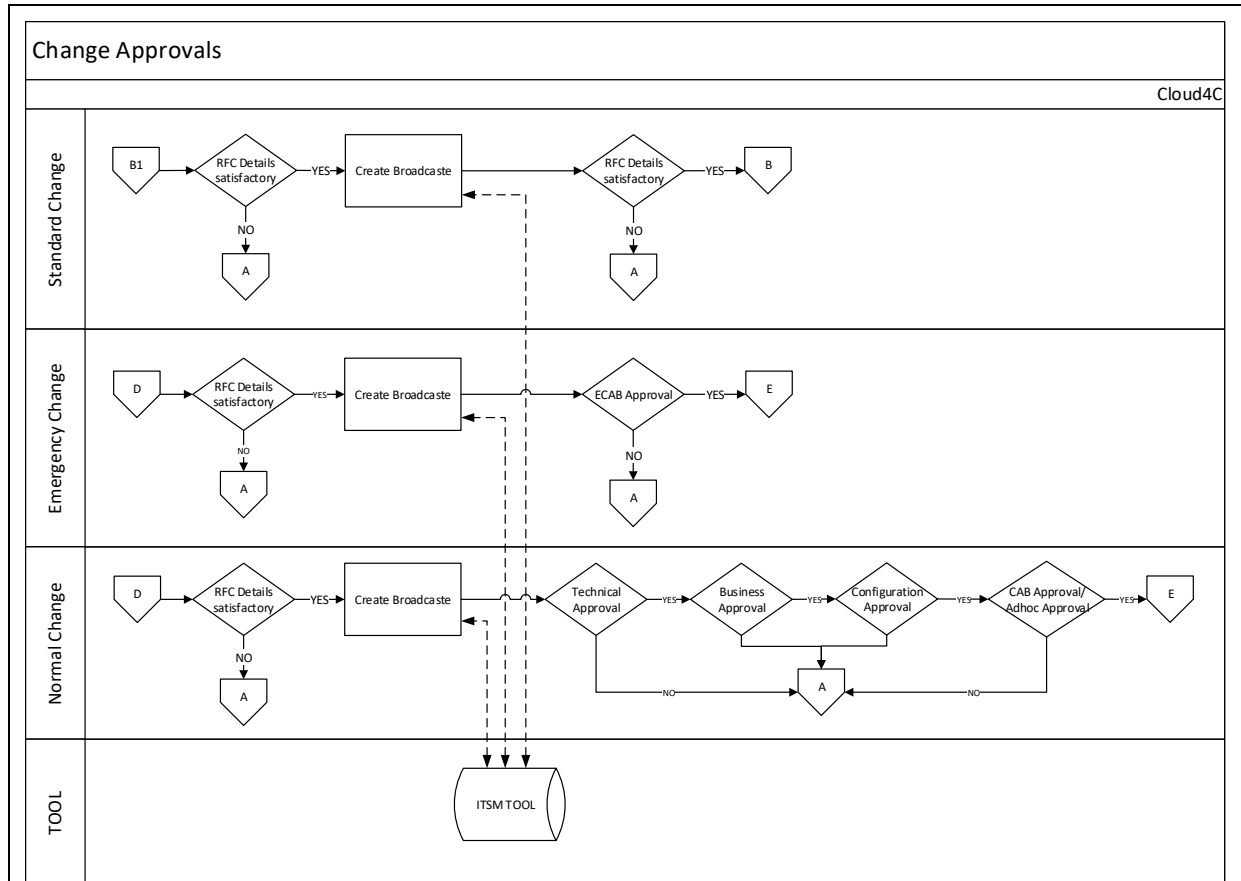 Change Approvals
Cloud4C
Standard Change
B1
RFC Details
satisfactory
YES
Create Broadcaste
RFC Details
satisfactory
YES
B
NO
A
NO
A
Emergency Change
D
RFC Details
satisfactory
YES
Create Broadcaste
ECAB Approval
YES
E
NO
A
NO
A
Normal Change
D
RFC Details
satisfactory
YES
Create Broadcaste
Technical
Approval
YES
Business
Approval
YES
Configuration
Approval
YES
CAB Approval/
Adhoc Approval
YES
E
NO
A
NO
A
NO
TOOL
ITSM TOOL